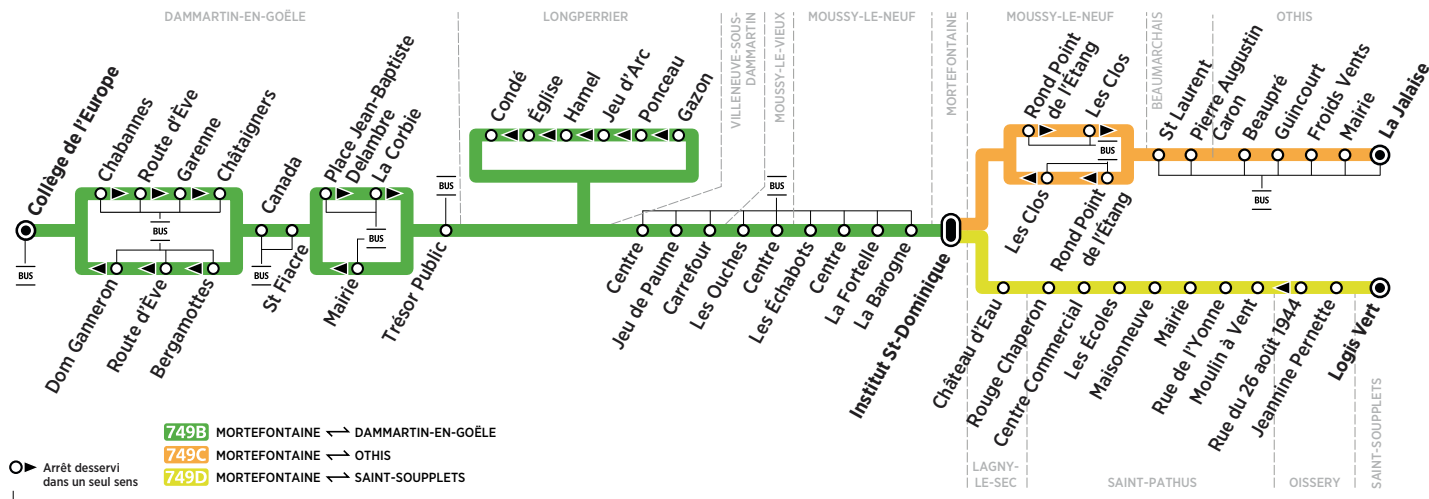 DAMMARTIN-EN-GOËLE
LONGPERRIER
VILLENEUVE-SOUS-
DAMMARTIN
MOUSSY-LE-VIEUX
MOUSSY-LE-NEUF
MORTEFONTAINE
MOUSSY-LE-NEUF
BEAUMARCHAIS
OTHIS
Collège de l'Europe
Chabannes
Route d'Ève
Garenne
Châtaigners
Canada
Place Jean-Baptiste
Delambre
La Corbie
Condé
Église
Hamel
Jeu d'Arc
Ponceau
Gazon
Rond Point
de l'Étang
Les Clos
St Laurent
Pierre Augustin
Caron
Beaupré
Guincourt
Froids Vents
Mairie
La Jalaise
BUS
BUS
BUS
BUS
BUS
BUS
BUS
BUS
Dom Ganneron
Route d'Ève
Bergamottes
St Fiacre
Mairie
Trésor Public
Centre
Jeu de Paume
Carrefour
Les Ouches
Centre
Les Échabots
Centre
La Fortelle
La Barogne
Institut St-Dominique
Les Clos
Rond Point
de l'Étang
Château d'Eau
Rouge Chaperon
Centre Commercial
Les Écoles
Maisonneuve
Mairie
Rue de l'Yonne
Moulin à Vent
Rue du 26 août 1944
Jeannine Pernette
Logis Vert
749B MORTEFONTAINE DAMMARTIN-EN-GOËLE
749C MORTEFONTAINE OTHIS
749D MORTEFONTAINE SAINT-SOUPPLETS
Arrêt desservi
dans un seul sens
LAGNY-
LE-SEC
SAINT-PATHUS
OISSERY
SAINT-SOUPPLETS